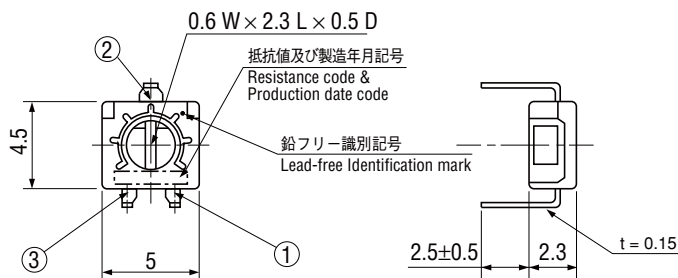 0.6 W × 2.3 L × 0.5 D
②
抵抗値及び製造年月記号
Resistance code &
Production date code
鉛フリー識別記号
Lead-free Identification mark
4.5
③
5
①
2.5±0.5
2.3
t = 0.15